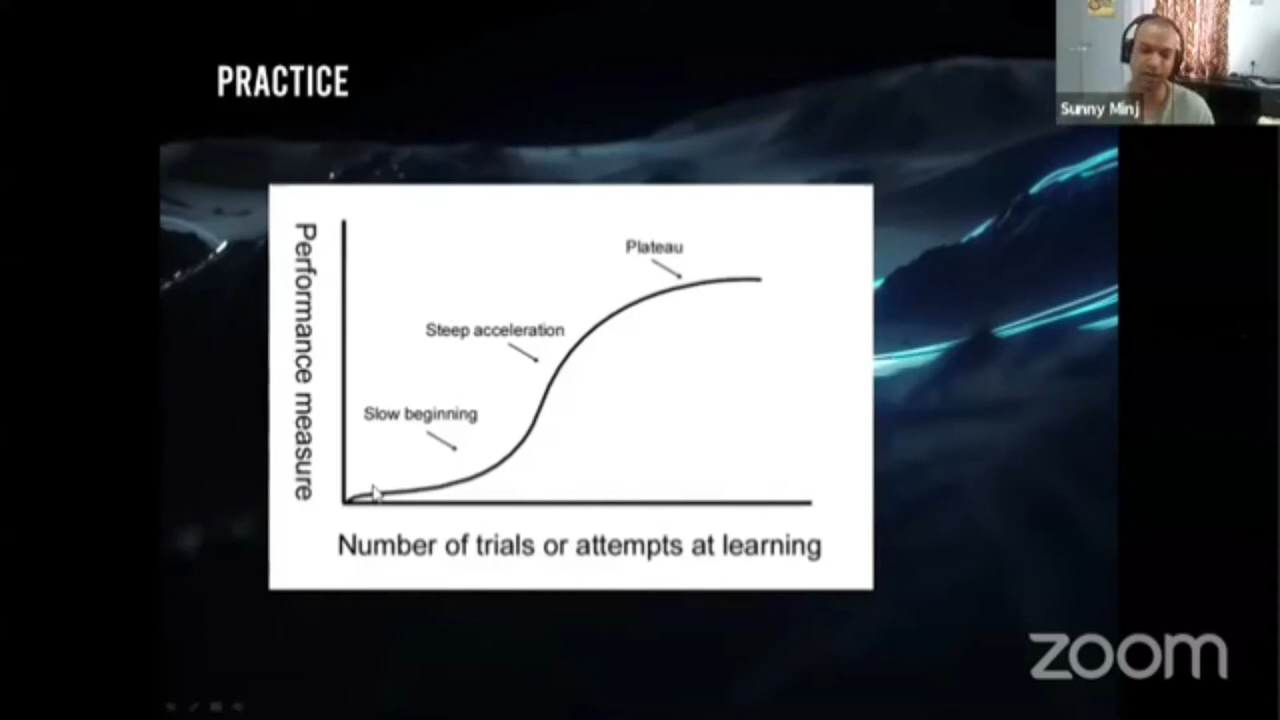 PRACTICE
Sunny Minj
Performance measure
Plateau
Steep acceleration
Slow beginning
Number of trials or attempts at learning
zoom